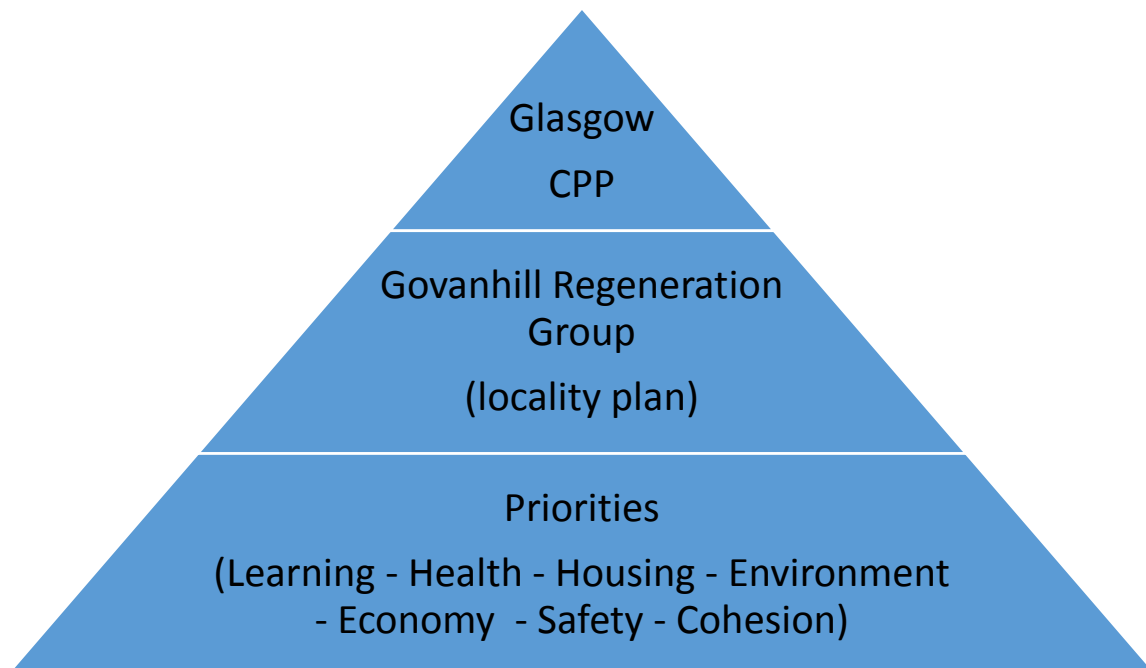 Glasgow
CPP
Govanhill Regeneration
Group
(locality plan)
Priorities
(Learning - Health - Housing - Environment
- Economy  - Safety - Cohesion)